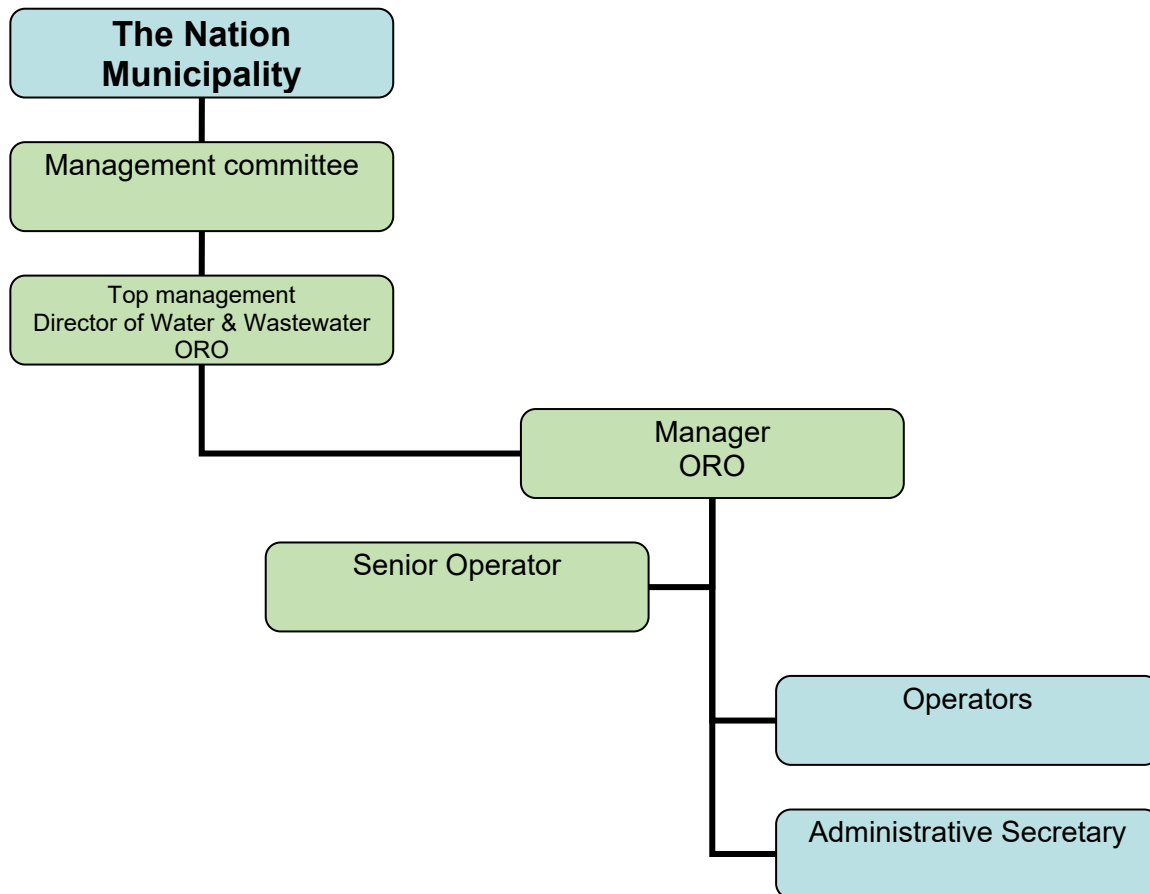 The Nation
Municipality
Management committee
Top management
Director of Water & Wastewater
ORO
Manager
ORO
Senior Operator
Operators
Administrative Secretary